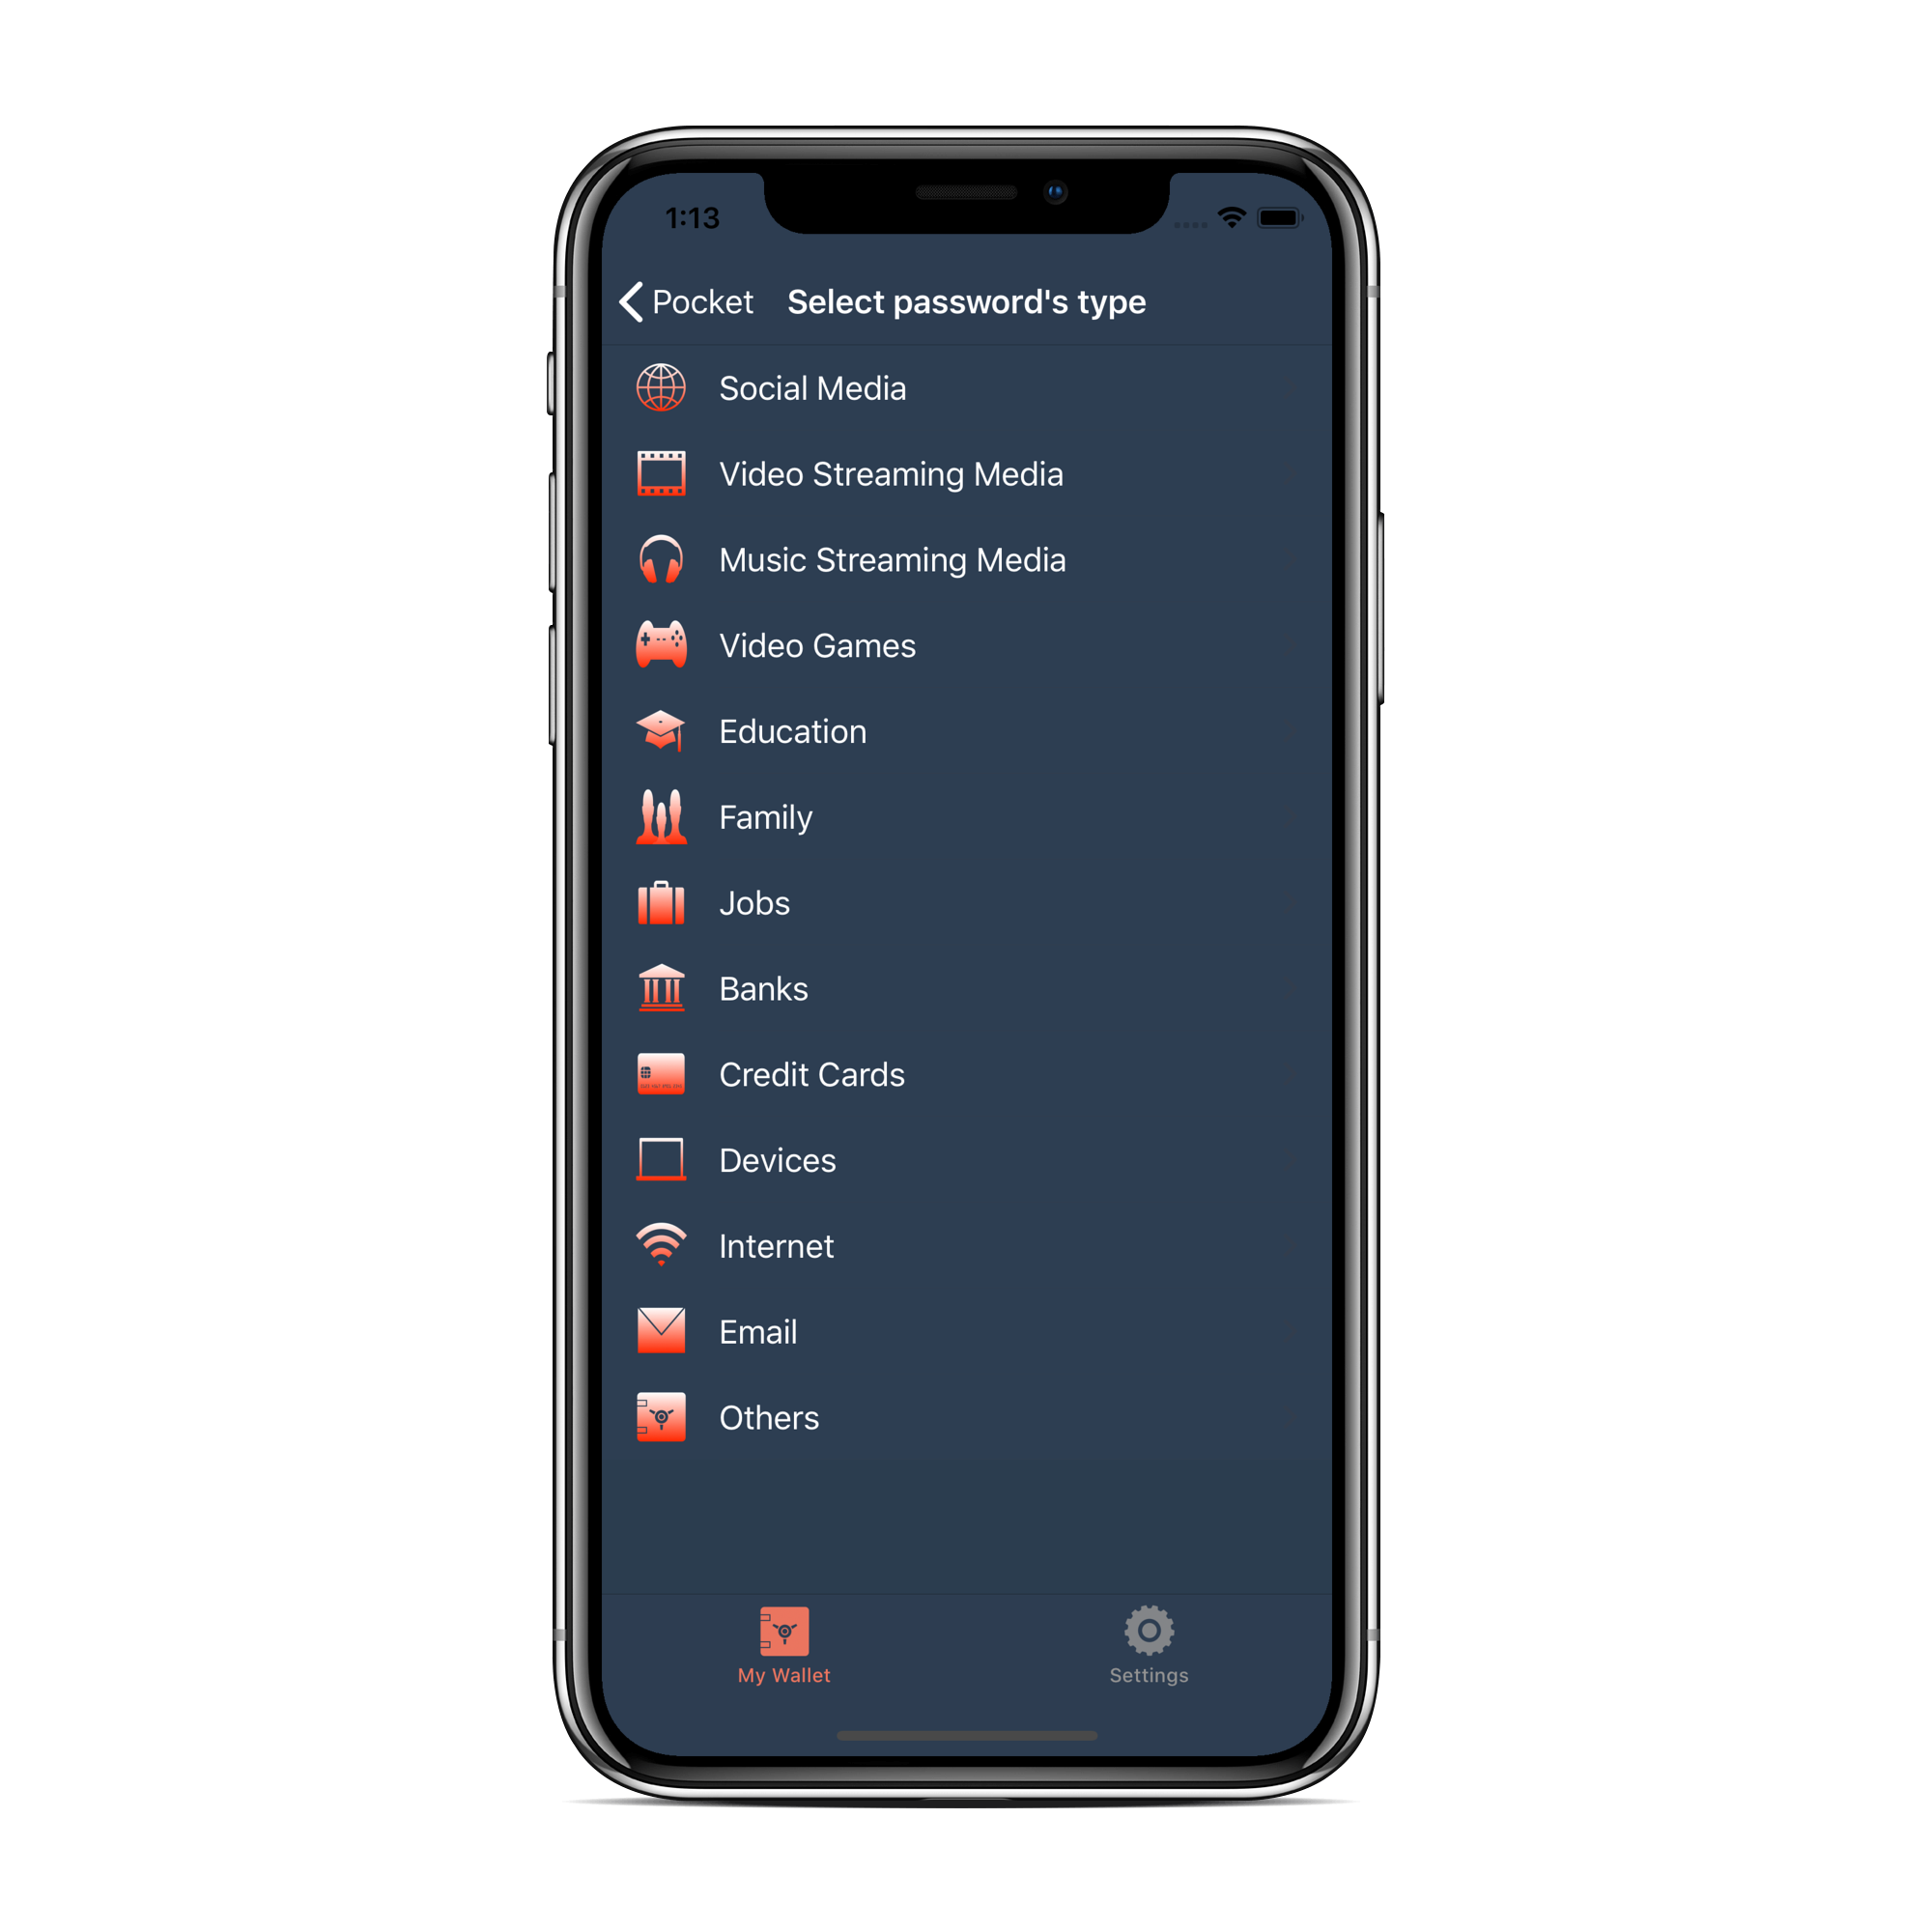 1:13
Pocket Select password's type
Social Media
Video Streaming Media
Music Streaming Media
Video Games
Education
Family
Jobs
Banks
Credit Cards
Devices
Internet
Email
Others
My Wallet Settings